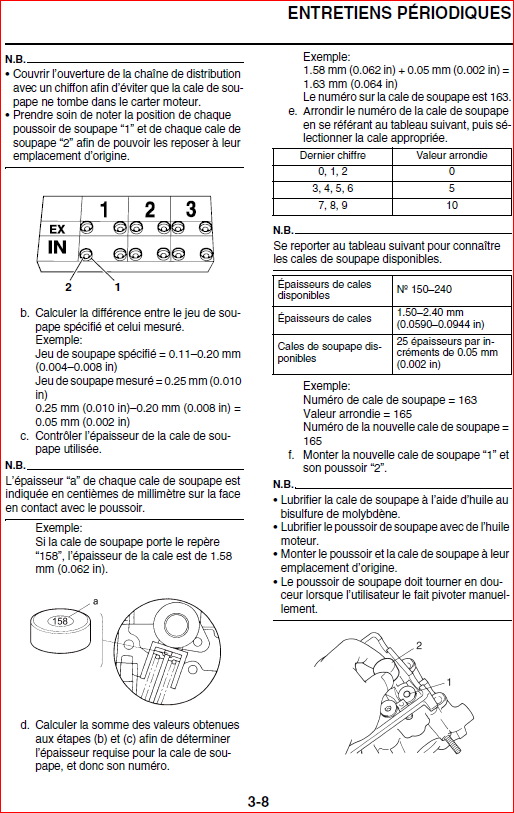 ENTRETIENS PÉRIODIQUES
N.B.
• Couvrir l’ouverture de la chaîne de distribution
avec un chiffon afin d’éviter que la cale de sou-
pape ne tombe dans le carter moteur.
• Prendre soin de noter la position de chaque
poussoir de soupape “1” et de chaque cale de
soupape “2” afin de pouvoir les reposer à leur
emplacement d’origine.
1 2 3
EX
IN
2 1
b. Calculer la différence entre le jeu de sou-
pape spécifié et celui mesuré.
Exemple:
Jeu de soupape spécifié = 0.11–0.20 mm
(0.004–0.008 in)
Jeu de soupape mesuré = 0.25 mm (0.010
in)
0.25 mm (0.010 in)–0.20 mm (0.008 in) =
0.05 mm (0.002 in)
c. Contrôler l’épaisseur de la cale de sou-
pape utilisée.
N.B.
L’épaisseur “a” de chaque cale de soupape est
indiquée en centièmes de millimètre sur la face
en contact avec le poussoir.
Exemple:
Si la cale de soupape porte le repère
“158”, l’épaisseur de la cale est de 1.58
mm (0.062 in).
a
158
d. Calculer la somme des valeurs obtenues
aux étapes (b) et (c) afin de déterminer
l’épaisseur requise pour la cale de sou-
pape, et donc son numéro.
Exemple:
1.58 mm (0.062 in) + 0.05 mm (0.002 in) =
1.63 mm (0.064 in)
Le numéro sur la cale de soupape est 163.
e. Arrondir le numéro de la cale de soupape
en se référant au tableau suivant, puis sé-
lectionner la cale appropriée.
Dernier chiffre Valeur arrondie
0, 1, 2 0
3, 4, 5, 6 5
7, 8, 9 10
N.B.
Se reporter au tableau suivant pour connaître
les cales de soupape disponibles.
Épaisseurs de cales
disponibles
Nº 150–240
Épaisseurs de cales
1.50–2.40 mm
(0.0590–0.0944 in)
Cales de soupape dis-
ponibles
25 épaisseurs par in-
créments de 0.05 mm
(0.002 in)
Exemple:
Numéro de cale de soupape = 163
Valeur arrondie = 165
Numéro de la nouvelle cale de soupape =
165
f. Monter la nouvelle cale de soupape “1” et
son poussoir “2”.
N.B.
• Lubrifier la cale de soupape à l’aide d’huile au
bisulfure de molybdène.
• Lubrifier le poussoir de soupape avec de l’huile
moteur.
• Monter le poussoir et la cale de soupape à leur
emplacement d’origine.
• Le poussoir de soupape doit tourner en dou-
ceur lorsque l’utilisateur le fait pivoter manuel-
lement.
2
1
3-8